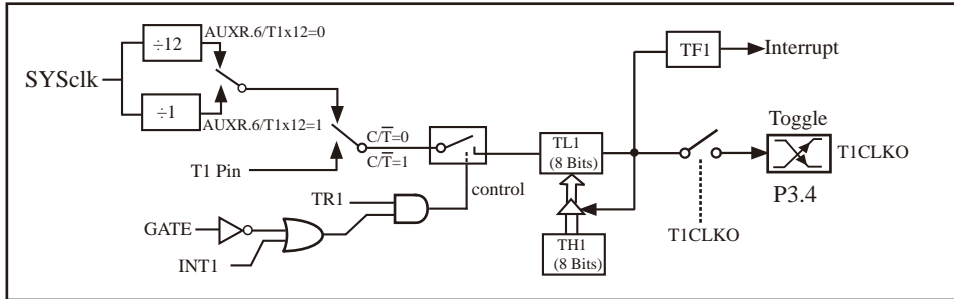 AUXR.6/T1x12=0
÷12
SYSclk
÷1
AUXR.6/T1x12=1
T1 Pin
C/T̅=0
C/T̅=1
TR1
GATE
INT1
control
TL1
(8 Bits)
TH1
(8 Bits)
TF1
Interrupt
Toggle
T1CLKO
P3.4
T1CLKO